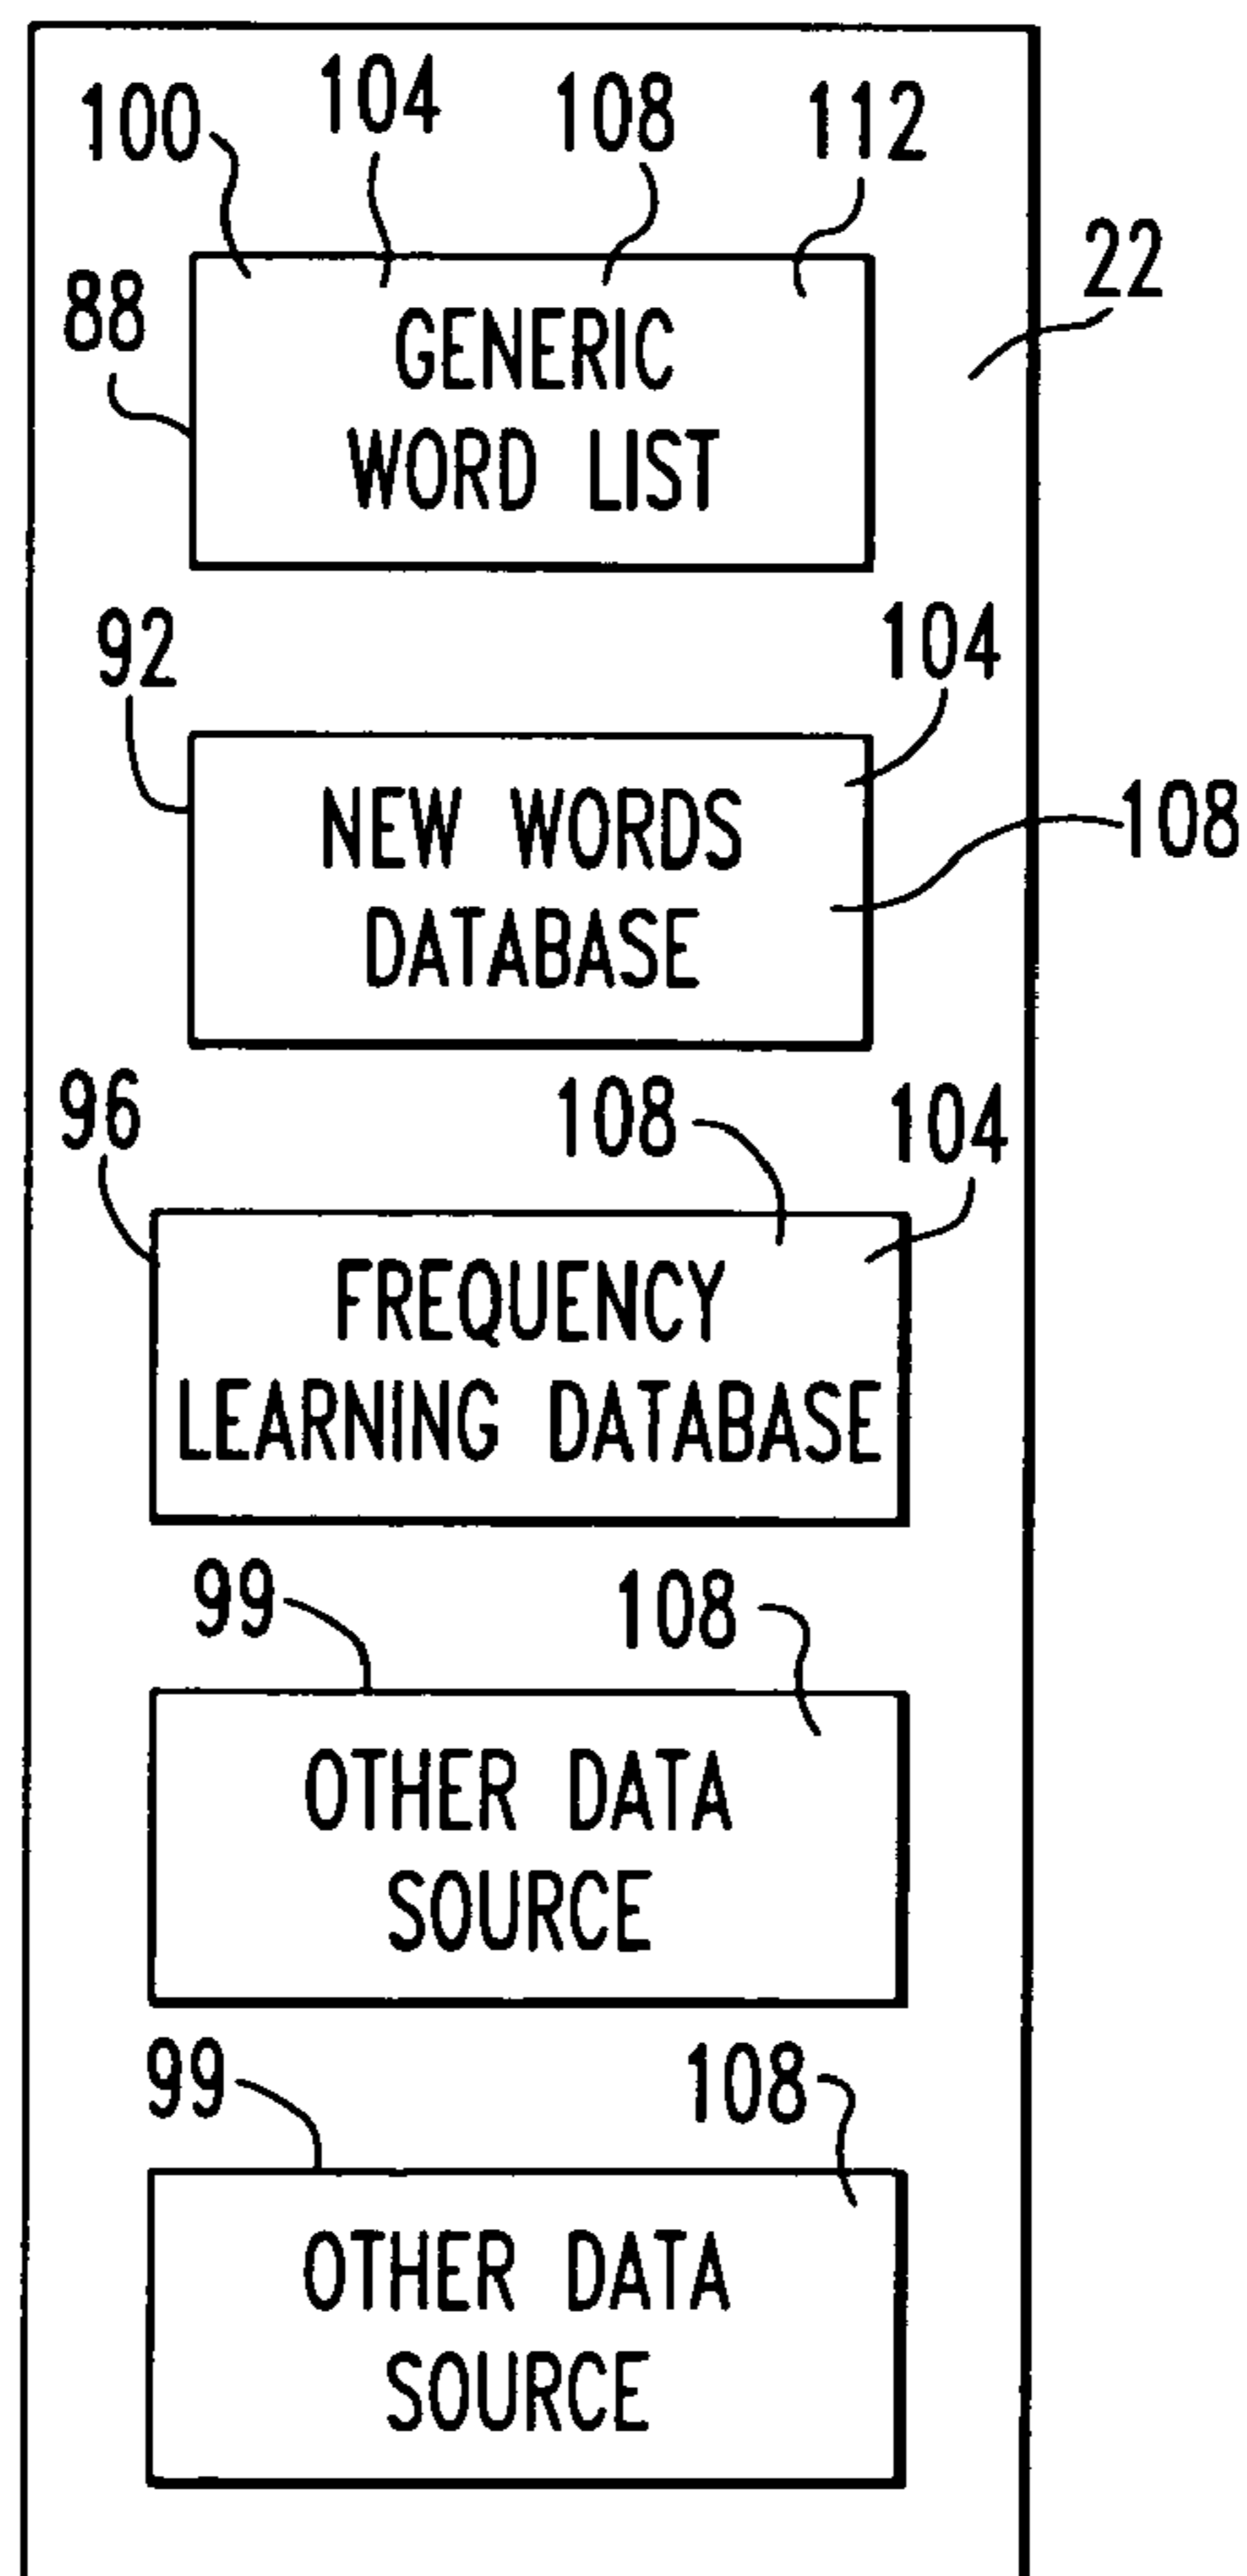 100 104 108 112
22
88
GENERIC
WORD LIST
92 104
NEW WORDS
108
DATABASE
96 108 104
FREQUENCY
LEARNING DATABASE
99 108
OTHER DATA
SOURCE
99 108
OTHER DATA
SOURCE